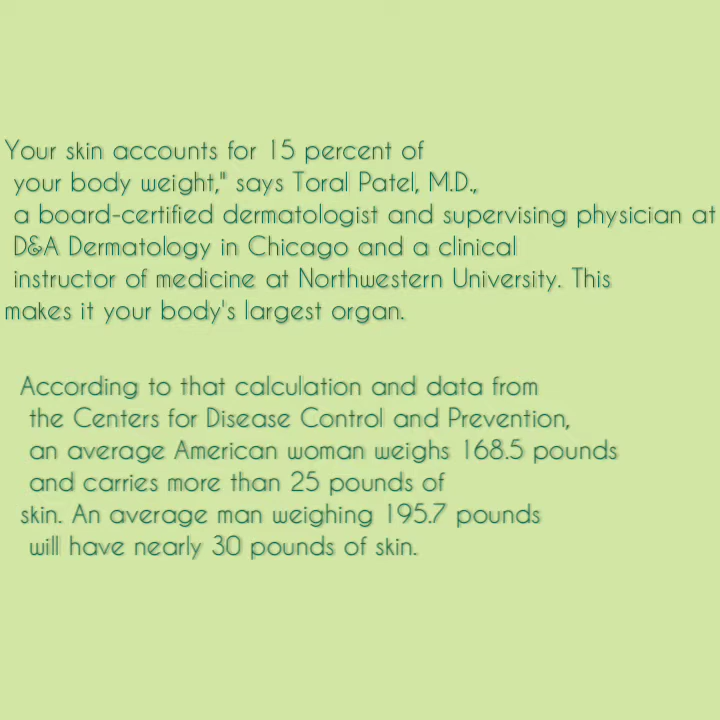 Your skin accounts for 15 percent of
your body weight," says Toral Patel, M.D.,
a board-certified dermatologist and supervising physician at
D&A Dermatology in Chicago and a clinical
instructor of medicine at Northwestern University. This
makes it your body's largest organ.
According to that calculation and data from
the Centers for Disease Control and Prevention,
an average American woman weighs 168.5 pounds
and carries more than 25 pounds of
skin. An average man weighing 195.7 pounds
will have nearly 30 pounds of skin.